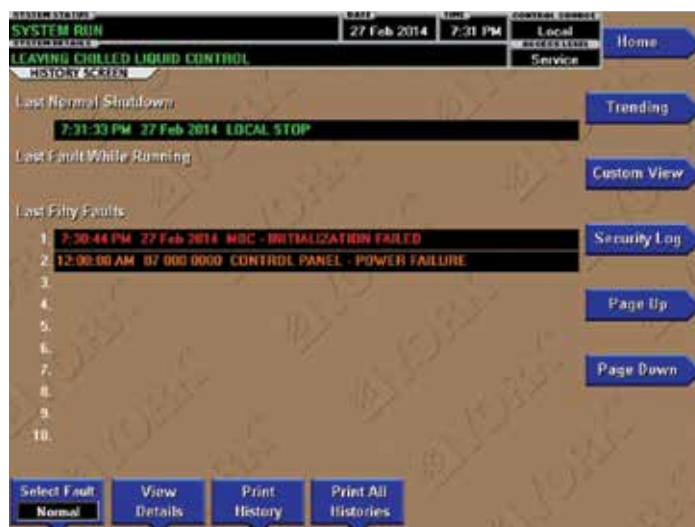 SYSTEM STATUS
SYSTEM RUN
DATE
27 Feb 2014
TIME
7:31 PM
CONTROL SOURCE
Local
SYSTEM DETAILS
LEAVING CHILLED LIQUID CONTROL
ACCESS LEVEL
Service
HISTORY SCREEN
Home
Last Normal Shutdown
7:31:33 PM 27 Feb 2014 LOCAL STOP
Trending
Last Fault While Running
Custom View
Last Fifty Faults
1. 7:30:44 PM 27 Feb 2014 - INITIALIZATION FAILED
2. 12:00:00 AM 07 000 0000 CONTROL PANEL - POWER FAILURE
3.
4.
5.
6.
7.
8.
9.
10.
Security Log
Page Up
Page Down
Select Fault
Normal
View Details
Print History
Print All Histories
YORK